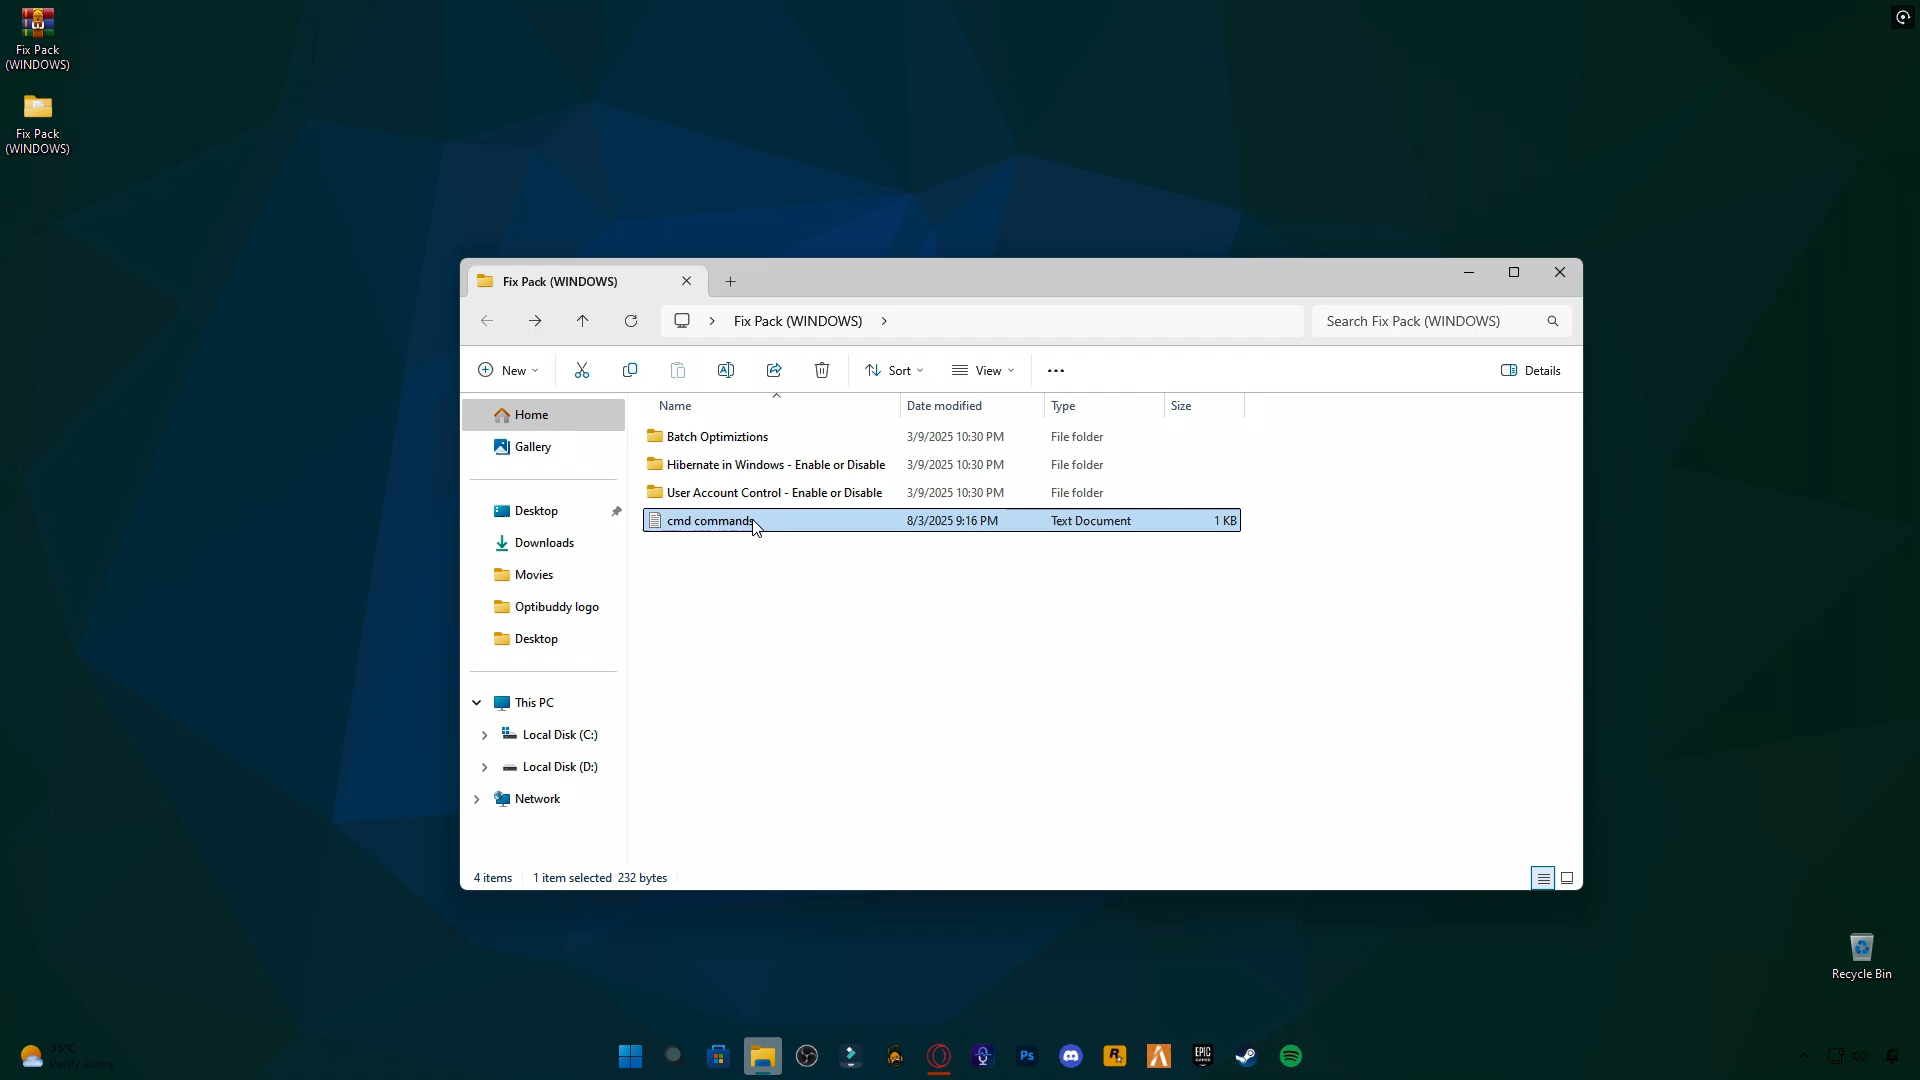 Fix Pack
(WINDOWS)
Fix Pack
(WINDOWS)
Fix Pack (WINDOWS)
Fix Pack (WINDOWS)
Search Fix Pack (WINDOWS)
New
Sort
View
Details
Name
Date modified
Type
Size
Home
Gallery
Desktop
Downloads
Movies
Optibuddy logo
Desktop
This PC
Local Disk (C:)
Local Disk (D:)
Network
Batch Optimiztions 3/9/2025 10:30 PM File folder
Hibernate in Windows - Enable or Disable 3/9/2025 10:30 PM File folder
User Account Control - Enable or Disable 3/9/2025 10:30 PM File folder
cmd commands 8/3/2025 9:16 PM Text Document 1 KB
4 items 1 item selected 232 bytes
Recycle Bin
33°C
Partly sunny
Ps
R
EPIC
GAMES